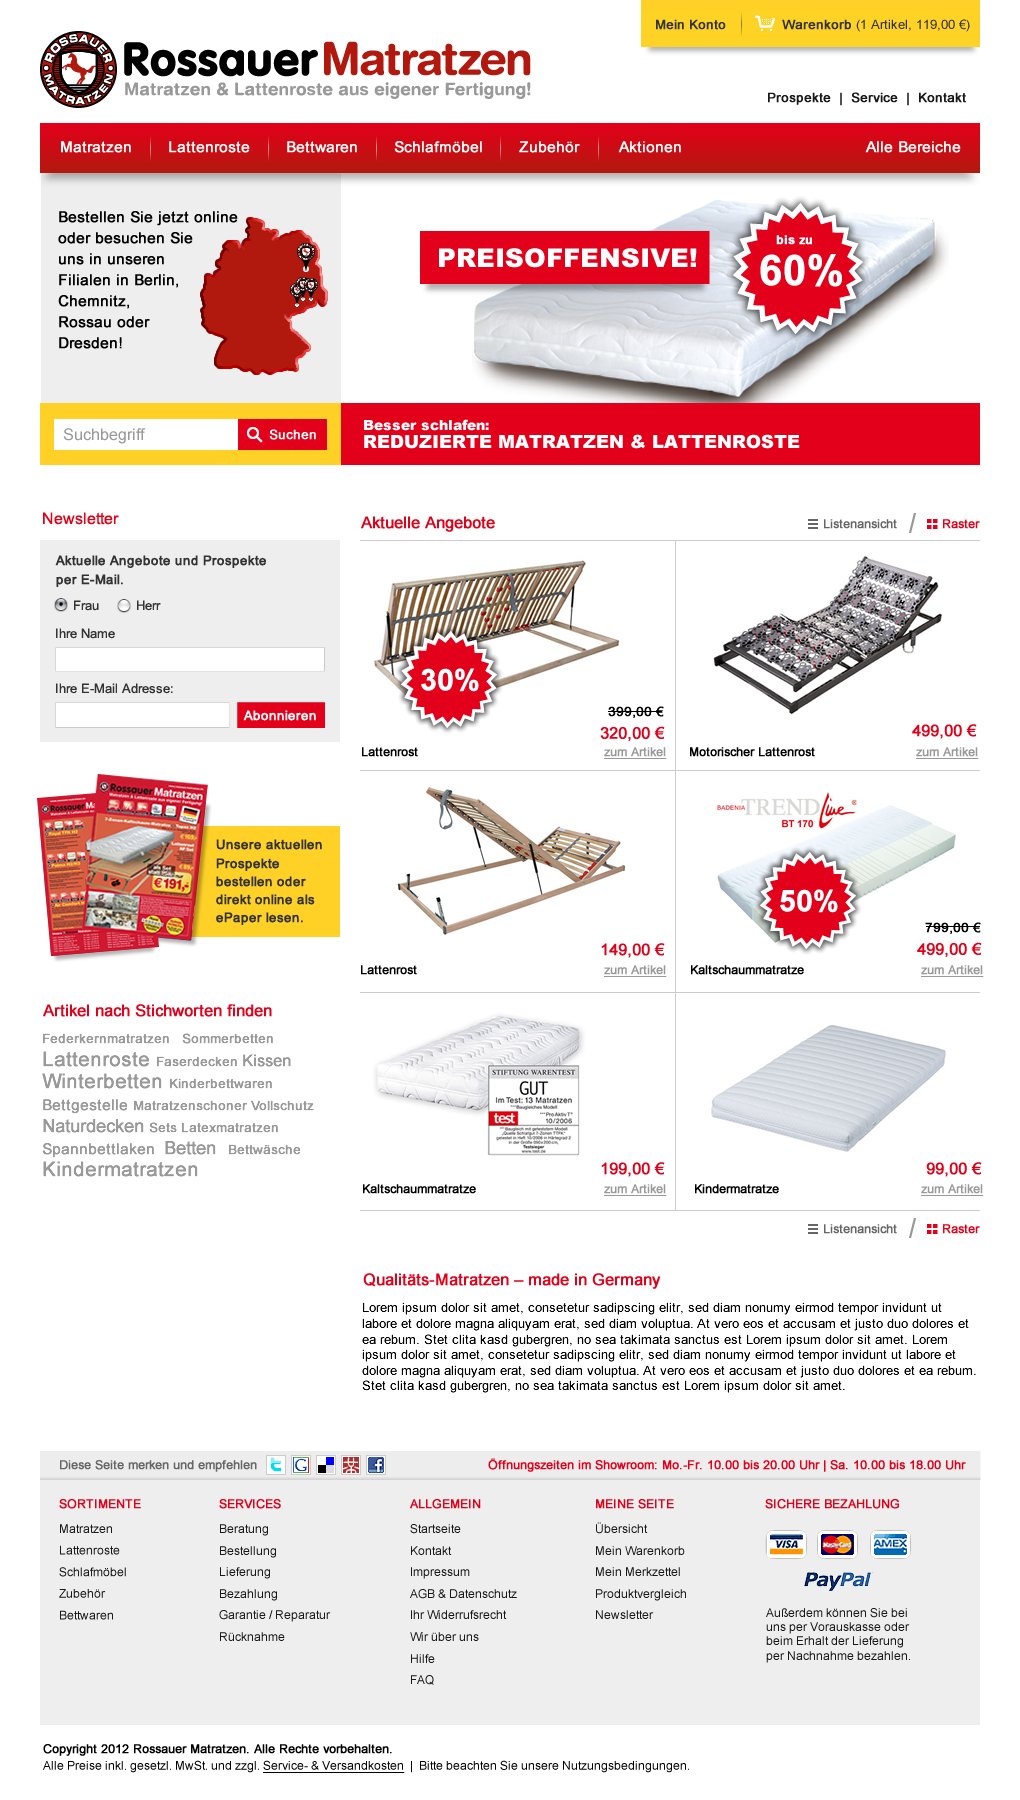 Mein Konto
Warenkorb (1 Artikel, 119,00 €)
ROSSAUER
MATRATZEN
RossauerMatratzen
Matratzen & Lattenroste aus eigener Fertigung!
Prospekte | Service | Kontakt
Matratzen
Lattenroste
Bettwaren
Schlafmöbel
Zubehör
Aktionen
Alle Bereiche
Bestellen Sie jetzt online
oder besuchen Sie
uns in unseren
Filialen in Berlin,
Chemnitz,
Rossau oder
Dresden!
PREISOFFENSIVE!
bis zu
60%
Suchbegriff
Suchen
Besser schlafen:
REDUZIERTE MATRATZEN & LATTENROSTE
Newsletter
Aktuelle Angebote und Prospekte
per E-Mail.
Frau
Herr
Ihre Name
Ihre E-Mail Adresse:
Abonnieren
RossauerMatratzen
Matratzen & Lattenroste aus eigener Fertigung!
€191,-
Unsere aktuellen
Prospekte
bestellen oder
direkt online als
ePaper lesen.
Artikel nach Stichworten finden
Federkernmatratzen Sommerbetten
Lattenroste Faserdecken Kissen
Winterbetten Kinderbettwaren
Bettgestelle Matratzenschoner Vollschutz
Naturdecken Sets Latexmatratzen
Spannbettlaken Betten Bettwäsche
Kindermatratzen
Aktuelle Angebote
Listenansicht / Raster
30%
399,00 €
320,00 €
Lattenrost
zum Artikel
499,00 €
Motorischer Lattenrost
zum Artikel
149,00 €
Lattenrost
zum Artikel
BADENIA TRENDLine ®
BT 170
50%
799,00 €
499,00 €
Kaltschaummatratze
zum Artikel
STIFTUNG WARENTEST
GUT
Im Test: 13 Matratzen
Baugleiches Modell
test
Pro Aktiv T
10/2006
www.test.de
199,00 €
Kaltschaummatratze
zum Artikel
99,00 €
Kindermatratze
zum Artikel
Listenansicht / Raster
Qualitäts-Matratzen – made in Germany
Lorem ipsum dolor sit amet, consetetur sadipscing elitr, sed diam nonumy eirmod tempor invidunt ut
labore et dolore magna aliquyam erat, sed diam voluptua. At vero eos et accusam et justo duo dolores et
ea rebum. Stet clita kasd gubergren, no sea takimata sanctus est Lorem ipsum dolor sit amet. Lorem
ipsum dolor sit amet, consetetur sadipscing elitr, sed diam nonumy eirmod tempor invidunt ut labore et
dolore magna aliquyam erat, sed diam voluptua. At vero eos et accusam et justo duo dolores et ea rebum.
Stet clita kasd gubergren, no sea takimata sanctus est Lorem ipsum dolor sit amet.
Diese Seite merken und empfehlen
Öffnungszeiten im Showroom: Mo.-Fr. 10.00 bis 20.00 Uhr | Sa. 10.00 bis 18.00 Uhr
SORTIMENTE
Matratzen
Lattenroste
Schlafmöbel
Zubehör
Bettwaren
SERVICES
Beratung
Bestellung
Lieferung
Bezahlung
Garantie / Reparatur
Rücknahme
ALLGEMEIN
Startseite
Kontakt
Impressum
AGB & Datenschutz
Ihr Widerrufsrecht
Wir über uns
Hilfe
FAQ
MEINE SEITE
Übersicht
Mein Warenkorb
Mein Merkzettel
Produktvergleich
Newsletter
SICHERE BEZAHLUNG
VISA
MasterCard
AMEX
PayPal
Außerdem können Sie bei
uns per Vorauskasse oder
beim Erhalt der Lieferung
per Nachnahme bezahlen.
Copyright 2012 Rossauer Matratzen. Alle Rechte vorbehalten.
Alle Preise inkl. gesetzl. MwSt. und zzgl. Service- & Versandkosten | Bitte beachten Sie unsere Nutzungsbedingungen.